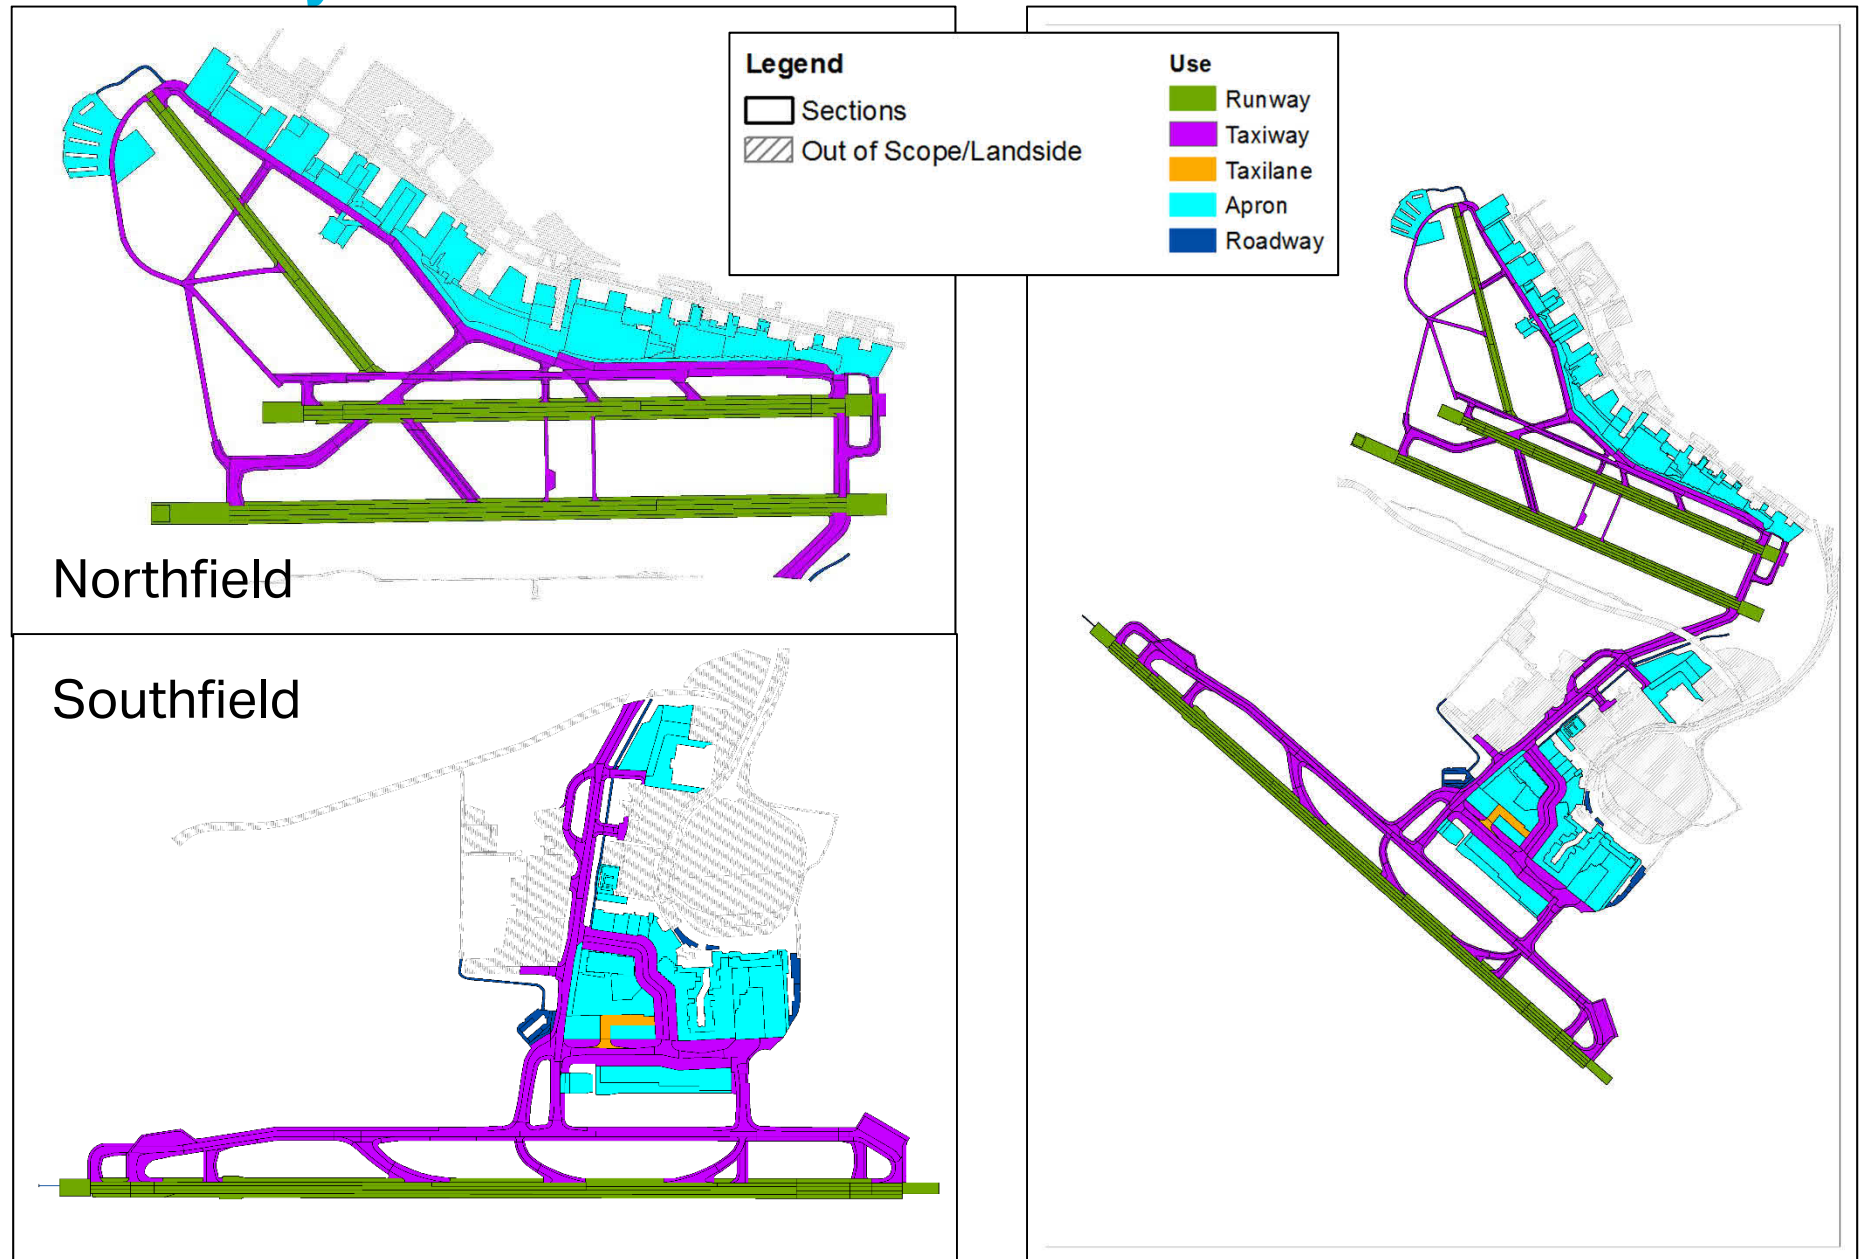 Legend
Sections
Out of Scope/Landside
Use
Runway
Taxiway
Taxilane
Apron
Roadway
Northfield
Southfield